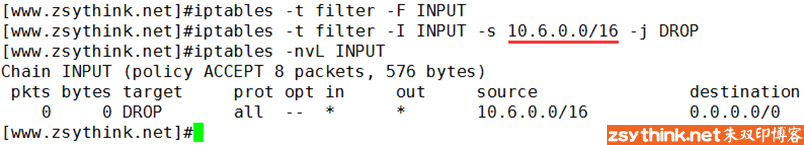 [www.zsythink.net]#iptables -t filter -F INPUT
[www.zsythink.net]#iptables -t filter -I INPUT -s 10.6.0.0/16 -j DROP
[www.zsythink.net]#iptables -nvL INPUT
Chain INPUT (policy ACCEPT 8 packets, 576 bytes)
 pkts bytes target     prot opt in     out     source               destination
    0     0 DROP       all  --  *      *       10.6.0.0/16          0.0.0.0/0
[www.zsythink.net]#
zsythink.net朱双印博客